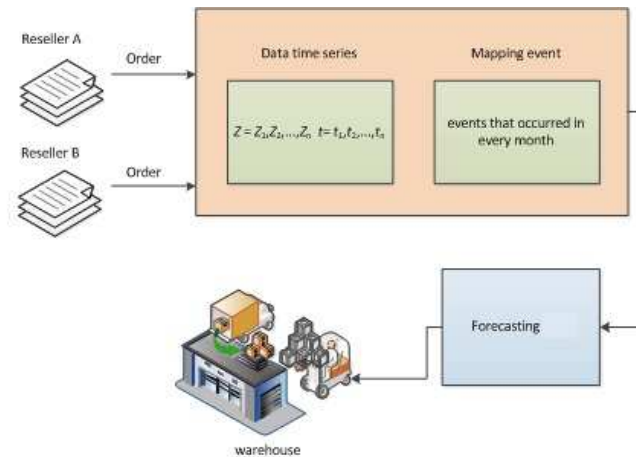 Reseller A
Order
Data time series
Mapping event
Z = Z₁,Z₂,...,Zₙ t= t₁,t₂,...,tₙ
events that occurred in
every month
Reseller B
Order
Forecasting
warehouse